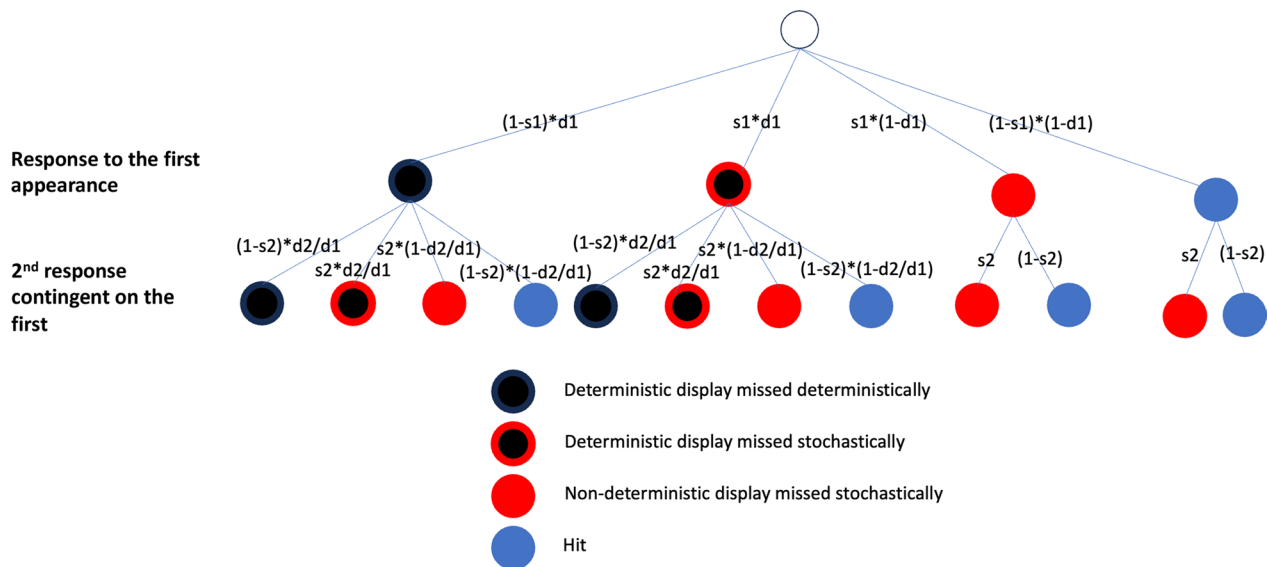 (1-s1)*d1
s1*d1
s1*(1-d1)
(1-s1)*(1-d1)
Response to the first
appearance
(1-s2)*d2/d1
s2*d2/d1
s2*(1-d2/d1)
(1-s2)*(1-d2/d1)
(1-s2)*d2/d1
s2*d2/d1
s2*(1-d2/d1)
(1-s2)*(1-d2/d1)
s2
(1-s2)
s2
(1-s2)
2nd response
contingent on the
first
Deterministic display missed deterministically
Deterministic display missed stochastically
Non-deterministic display missed stochastically
Hit